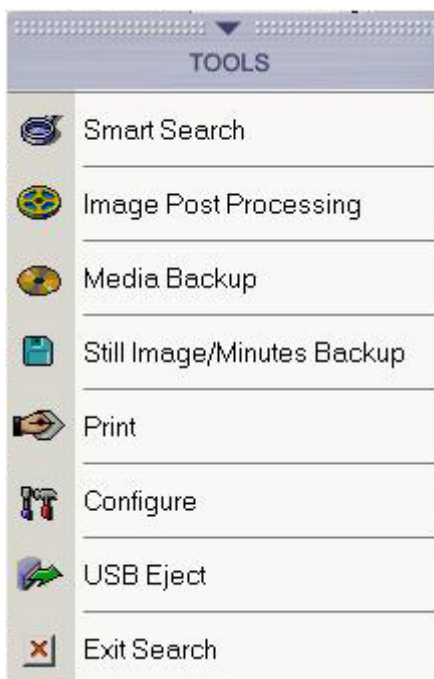 TOOLS
Smart Search
Image Post Processing
Media Backup
Still Image/Minutes Backup
Print
Configure
USB Eject
Exit Search